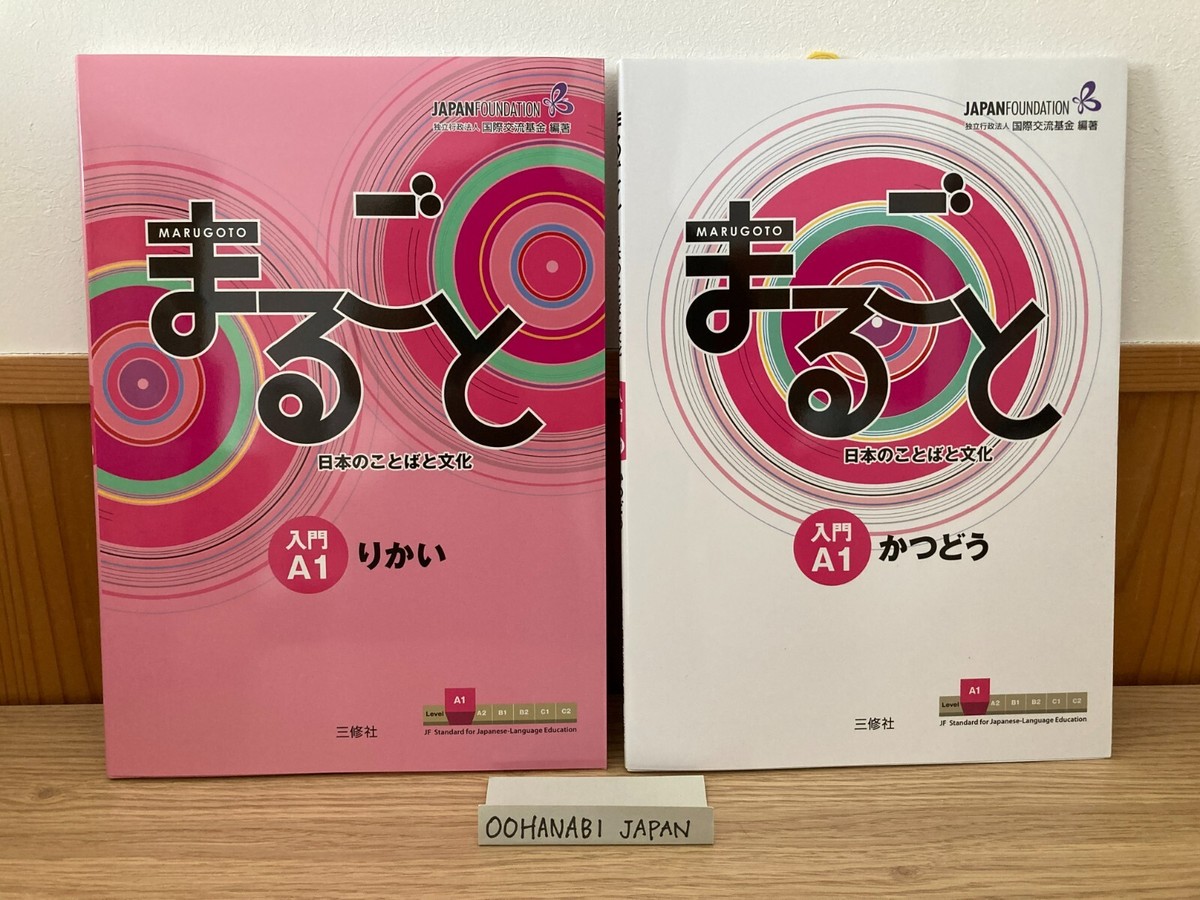 JAPANFOUNDATION
独立行政法人 国際交流基金 編著
MARUGOTO
まるごと
日本のことばと文化
入門
A1
りかい
三修社
Level A1 A2 B1 B2 C1 C2
JF Standard for Japanese-Language Education
JAPANFOUNDATION
独立行政法人 国際交流基金 編著
MARUGOTO
まるごと
日本のことばと文化
入門
A1
かつどう
三修社
Level A1 A2 B1 B2 C1 C2
JF Standard for Japanese-Language Education
OOHANABI JAPAN